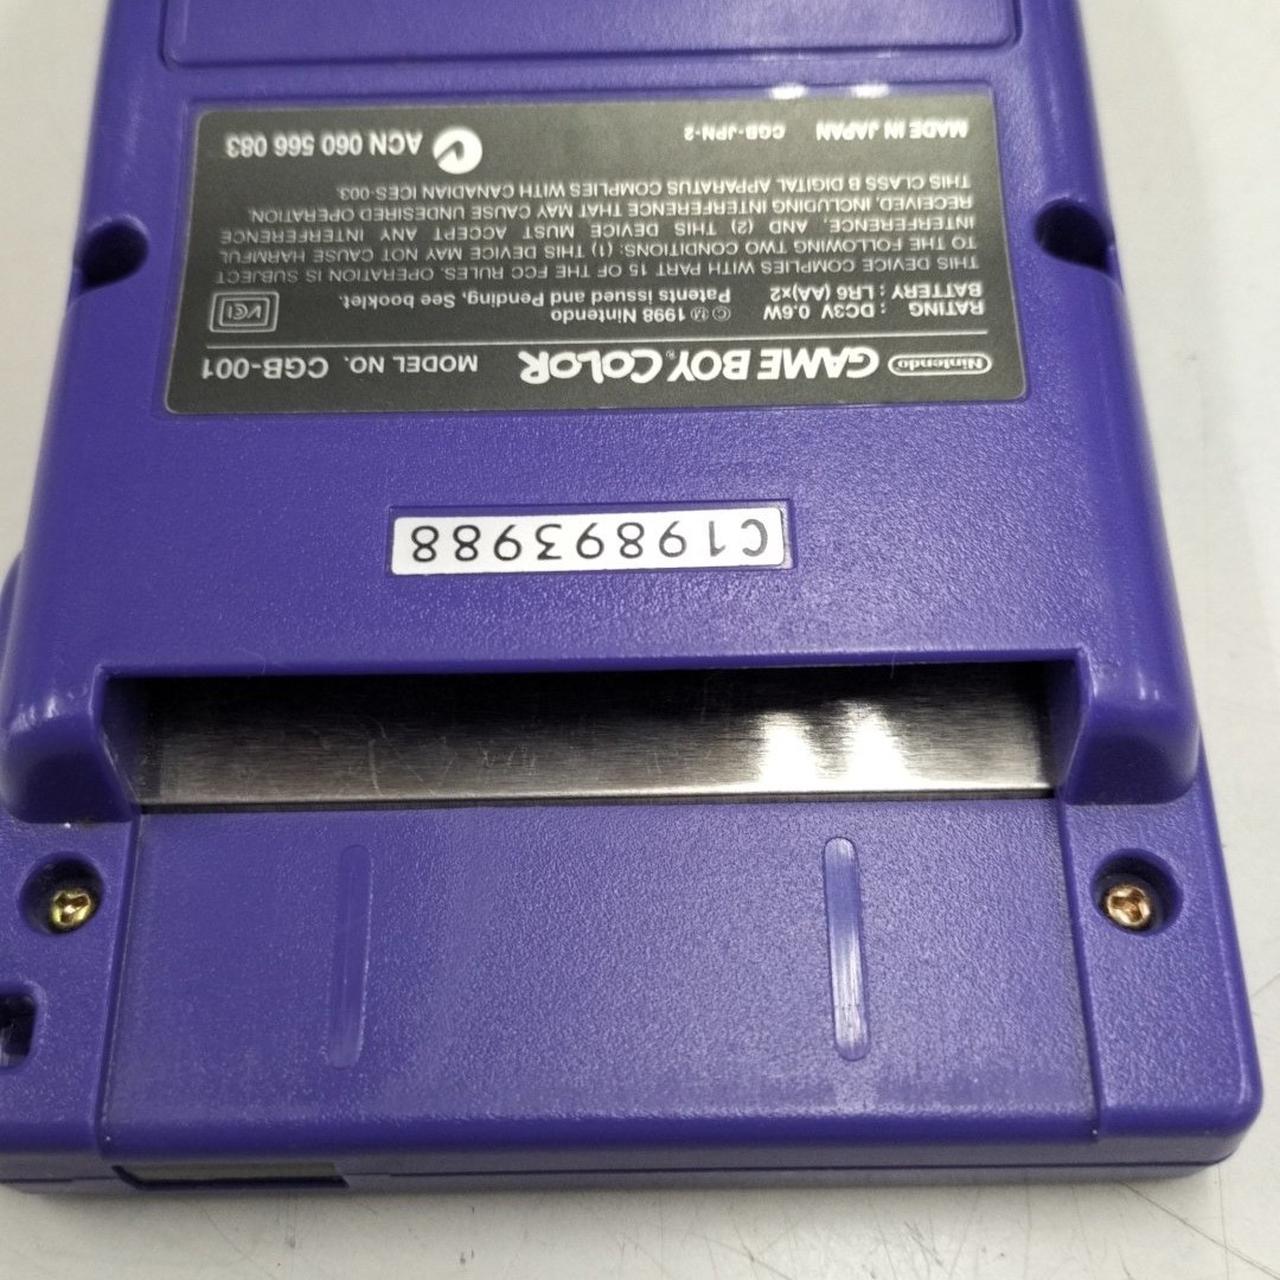 Nintendo GAME BOY COLOR MODEL NO. CGB-001
RATING : DC3V 0.6W © Ⓜ 1998 Nintendo
BATTERY : LR6 (AA)x2 Patents issued and Pending, See booklet.
VCI
THIS DEVICE COMPLIES WITH PART 15 OF THE FCC RULES. OPERATION IS SUBJECT
TO THE FOLLOWING TWO CONDITIONS: (1) THIS DEVICE MAY NOT CAUSE HARMFUL
INTERFERENCE, AND (2) THIS DEVICE MUST ACCEPT ANY INTERFERENCE
RECEIVED, INCLUDING INTERFERENCE THAT MAY CAUSE UNDESIRED OPERATION.
THIS CLASS B DIGITAL APPARATUS COMPLIES WITH CANADIAN ICES-003.
MADE IN JAPAN CGB-JPN-2 ACN 060 566 083
C19893988